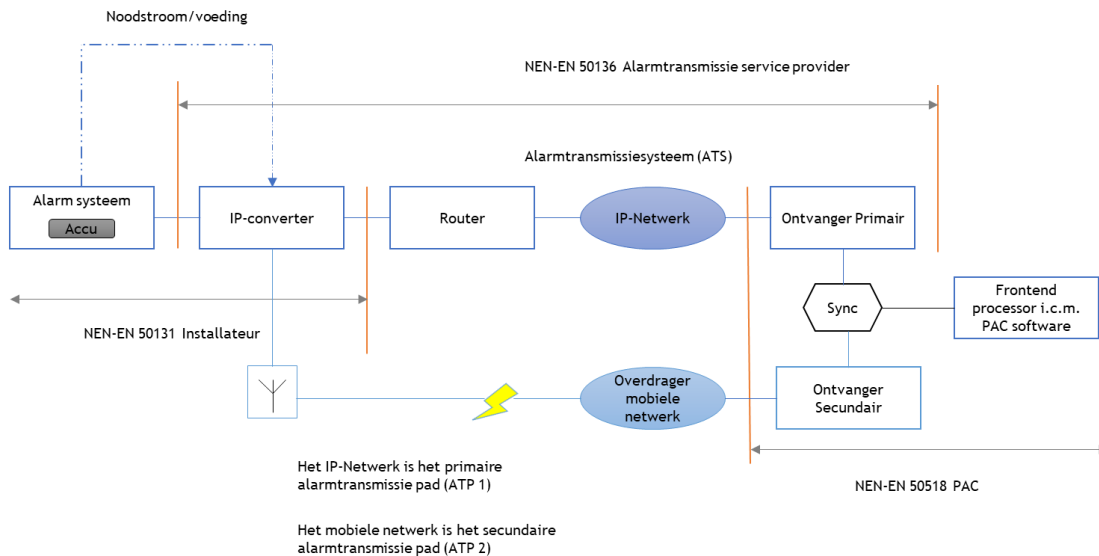 Noodstroom/voeding
NEN-EN 50136 Alarmtransmissie service provider
Alarmtransmissiesysteem (ATS)
Alarm systeem
Accu
IP-converter
Router
IP-Netwerk
Ontvanger Primair
Sync
Frontend
processor i.c.m.
PAC software
NEN-EN 50131 Installateur
Overdrager
mobiele
netwerk
Ontvanger
Secundair
Het IP-Netwerk is het primaire
alarmtransmissie pad (ATP 1)
NEN-EN 50518 PAC
Het mobiele netwerk is het secundaire
alarmtransmissie pad (ATP 2)